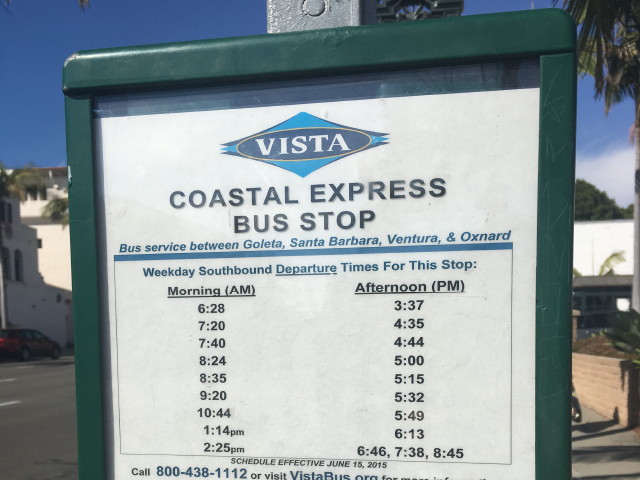 VISTA
COASTAL EXPRESS
BUS STOP
Bus service between Goleta, Santa Barbara, Ventura, & Oxnard
Weekday Southbound Departure Times For This Stop:
Morning (AM) Afternoon (PM)
6:28 3:37
7:20 4:35
7:40 4:44
8:24 5:00
8:35 5:15
9:20 5:32
10:44 5:49
1:14pm 6:13
2:25pm 6:46, 7:38, 8:45
SCHEDULE EFFECTIVE JUNE 15, 2015
Call 800-438-1112 or visit VistaBus.org for more